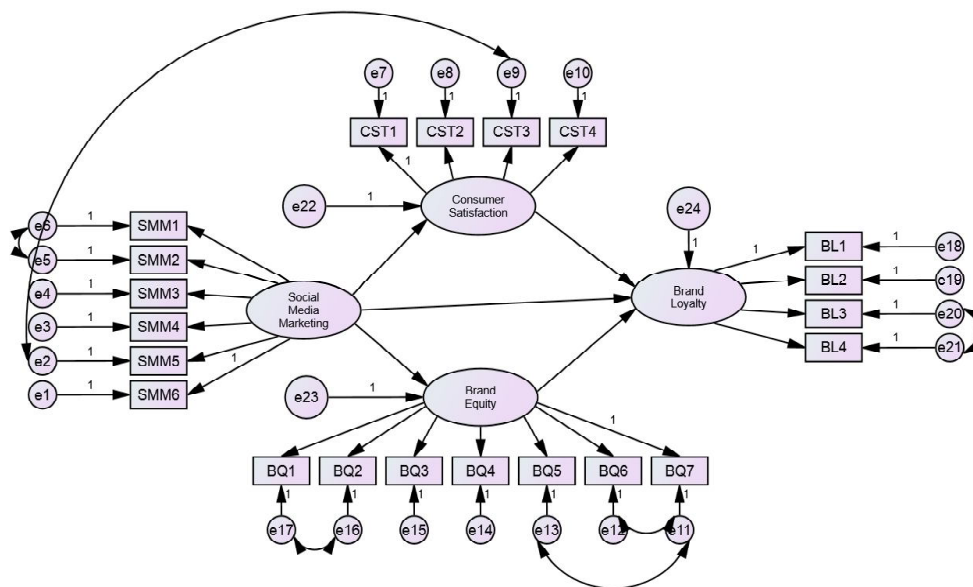 e7 e8 e9 e10
1 1 1 1
CST1 CST2 CST3 CST4
1
e22 1
Consumer
Satisfaction
e24
1
e6 1 SMM1
e5 1 SMM2
e4 1 SMM3
e3 1 SMM4
e2 1 SMM5
e1 1 SMM6
1
Social
Media
Marketing
Brand
Loyalty
1
BL1 1 e18
BL2 1 c19
BL3 1 e20
BL4 1 e21
e23 1
Brand
Equity
1
BQ1 BQ2 BQ3 BQ4 BQ5 BQ6 BQ7
1 1 1 1 1 1 1
e17 e16 e15 e14 e13 e12 e11